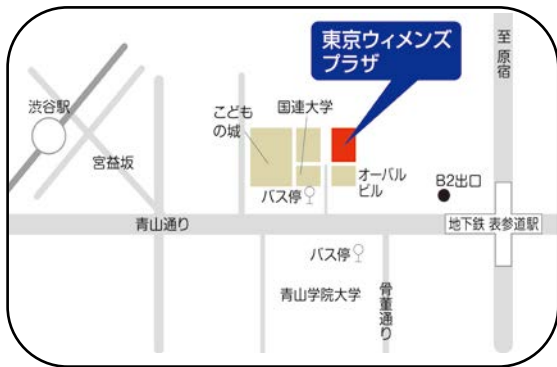 東京ウィメンズ
プラザ
至 原宿
渋谷駅
こども
の城
国連大学
宮益坂
オーバル
ビル
B2出口
バス停
青山通り
地下鉄 表参道駅
バス停
青山学院大学
骨董通り